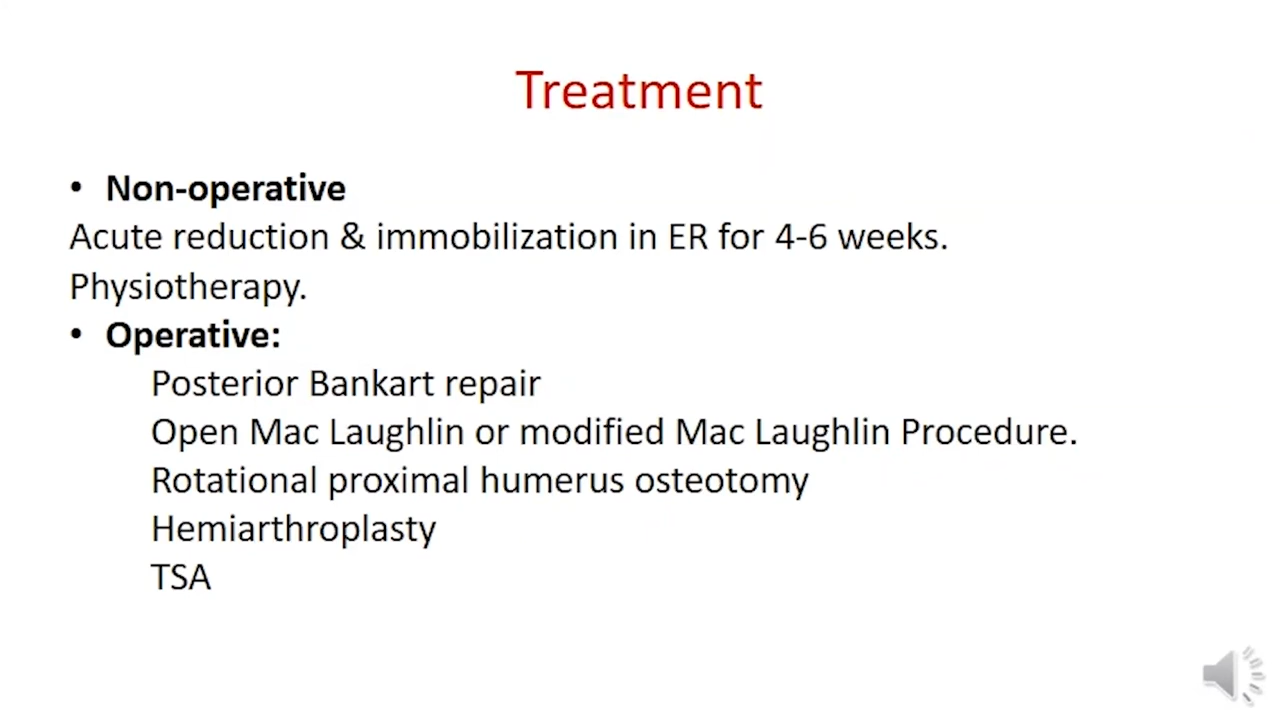 Treatment
• Non-operative
Acute reduction & immobilization in ER for 4-6 weeks.
Physiotherapy.
• Operative:
Posterior Bankart repair
Open Mac Laughlin or modified Mac Laughlin Procedure.
Rotational proximal humerus osteotomy
Hemiarthroplasty
TSA